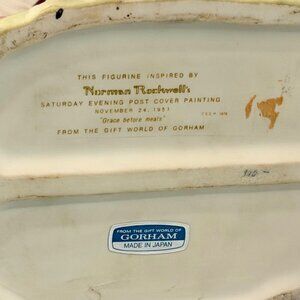 THIS FIGURINE INSPIRED BY
Norman Rockwell's
SATURDAY EVENING POST COVER PAINTING
NOVEMBER 24, 1951
"Grace before meals"
FROM THE GIFT WORLD OF GORHAM
FROM THE GIFT WORLD OF
GORHAM
MADE IN JAPAN